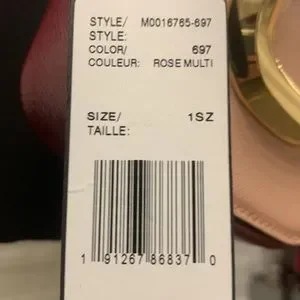 STYLE/ M0016765-697
STYLE:
COLOR/ 697
COULEUR: ROSE MULTI
SIZE/ 1SZ
TAILLE:
1 91267 86837 0